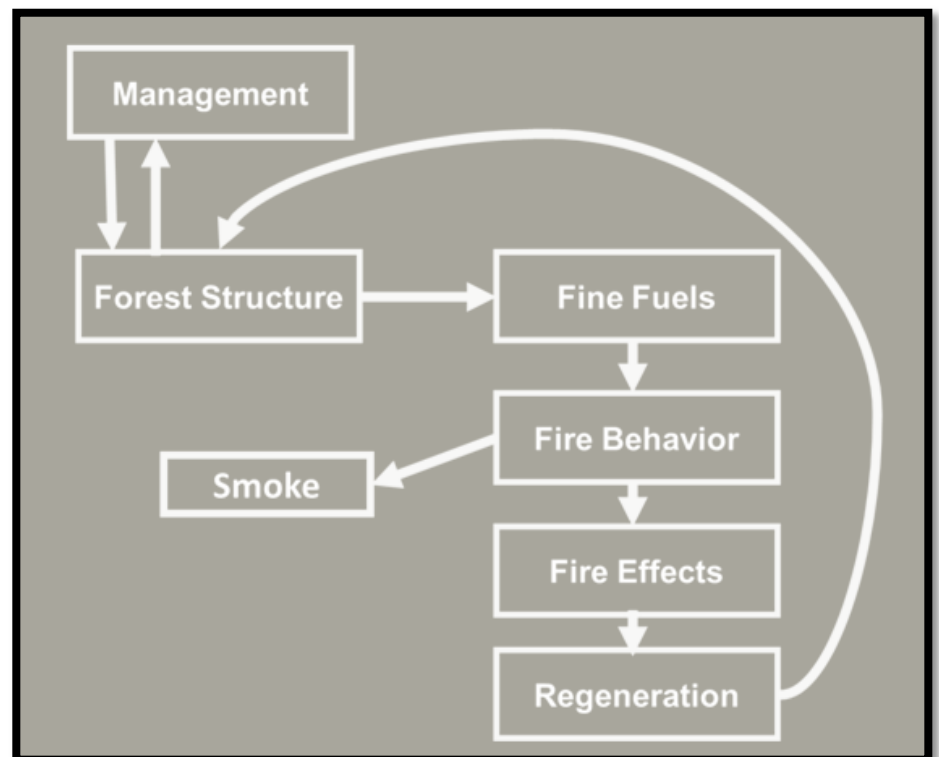 Management
Forest Structure
Fine Fuels
Fire Behavior
Smoke
Fire Effects
Regeneration